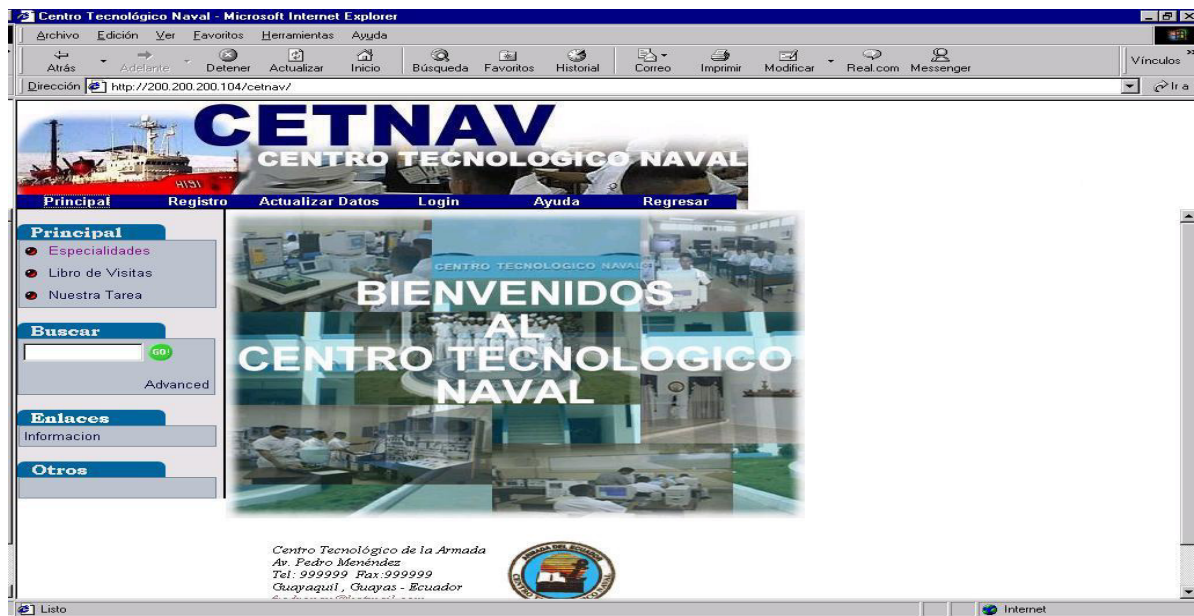 Centro Tecnológico Naval - Microsoft Internet Explorer
Archivo Edición Ver Favoritos Herramientas Ayuda
Atrás Adelante Detener Actualizar Inicio Búsqueda Favoritos Historial Correo Imprimir Modificar Real.com Messenger Vínculos »
Dirección http://200.200.200.104/cetnav/ Ir a
CETNAV
CENTRO TECNOLOGICO NAVAL
HI51
Principal Registro Actualizar Datos Login Ayuda Regresar
Principal
Especialidades
Libro de Visitas
Nuestra Tarea
Buscar
GO!
Advanced
Enlaces
Informacion
Otros
CENTRO TECNOLOGICO NAVAL
BIENVENIDOS
AL
CENTRO TECNOLOGICO
NAVAL
Centro Tecnológico de la Armada
Av. Pedro Menéndez
Tel: 999999 Fax:999999
Guayaquil , Guayas - Ecuador
ARMADA DEL ECUADOR
Listo Internet